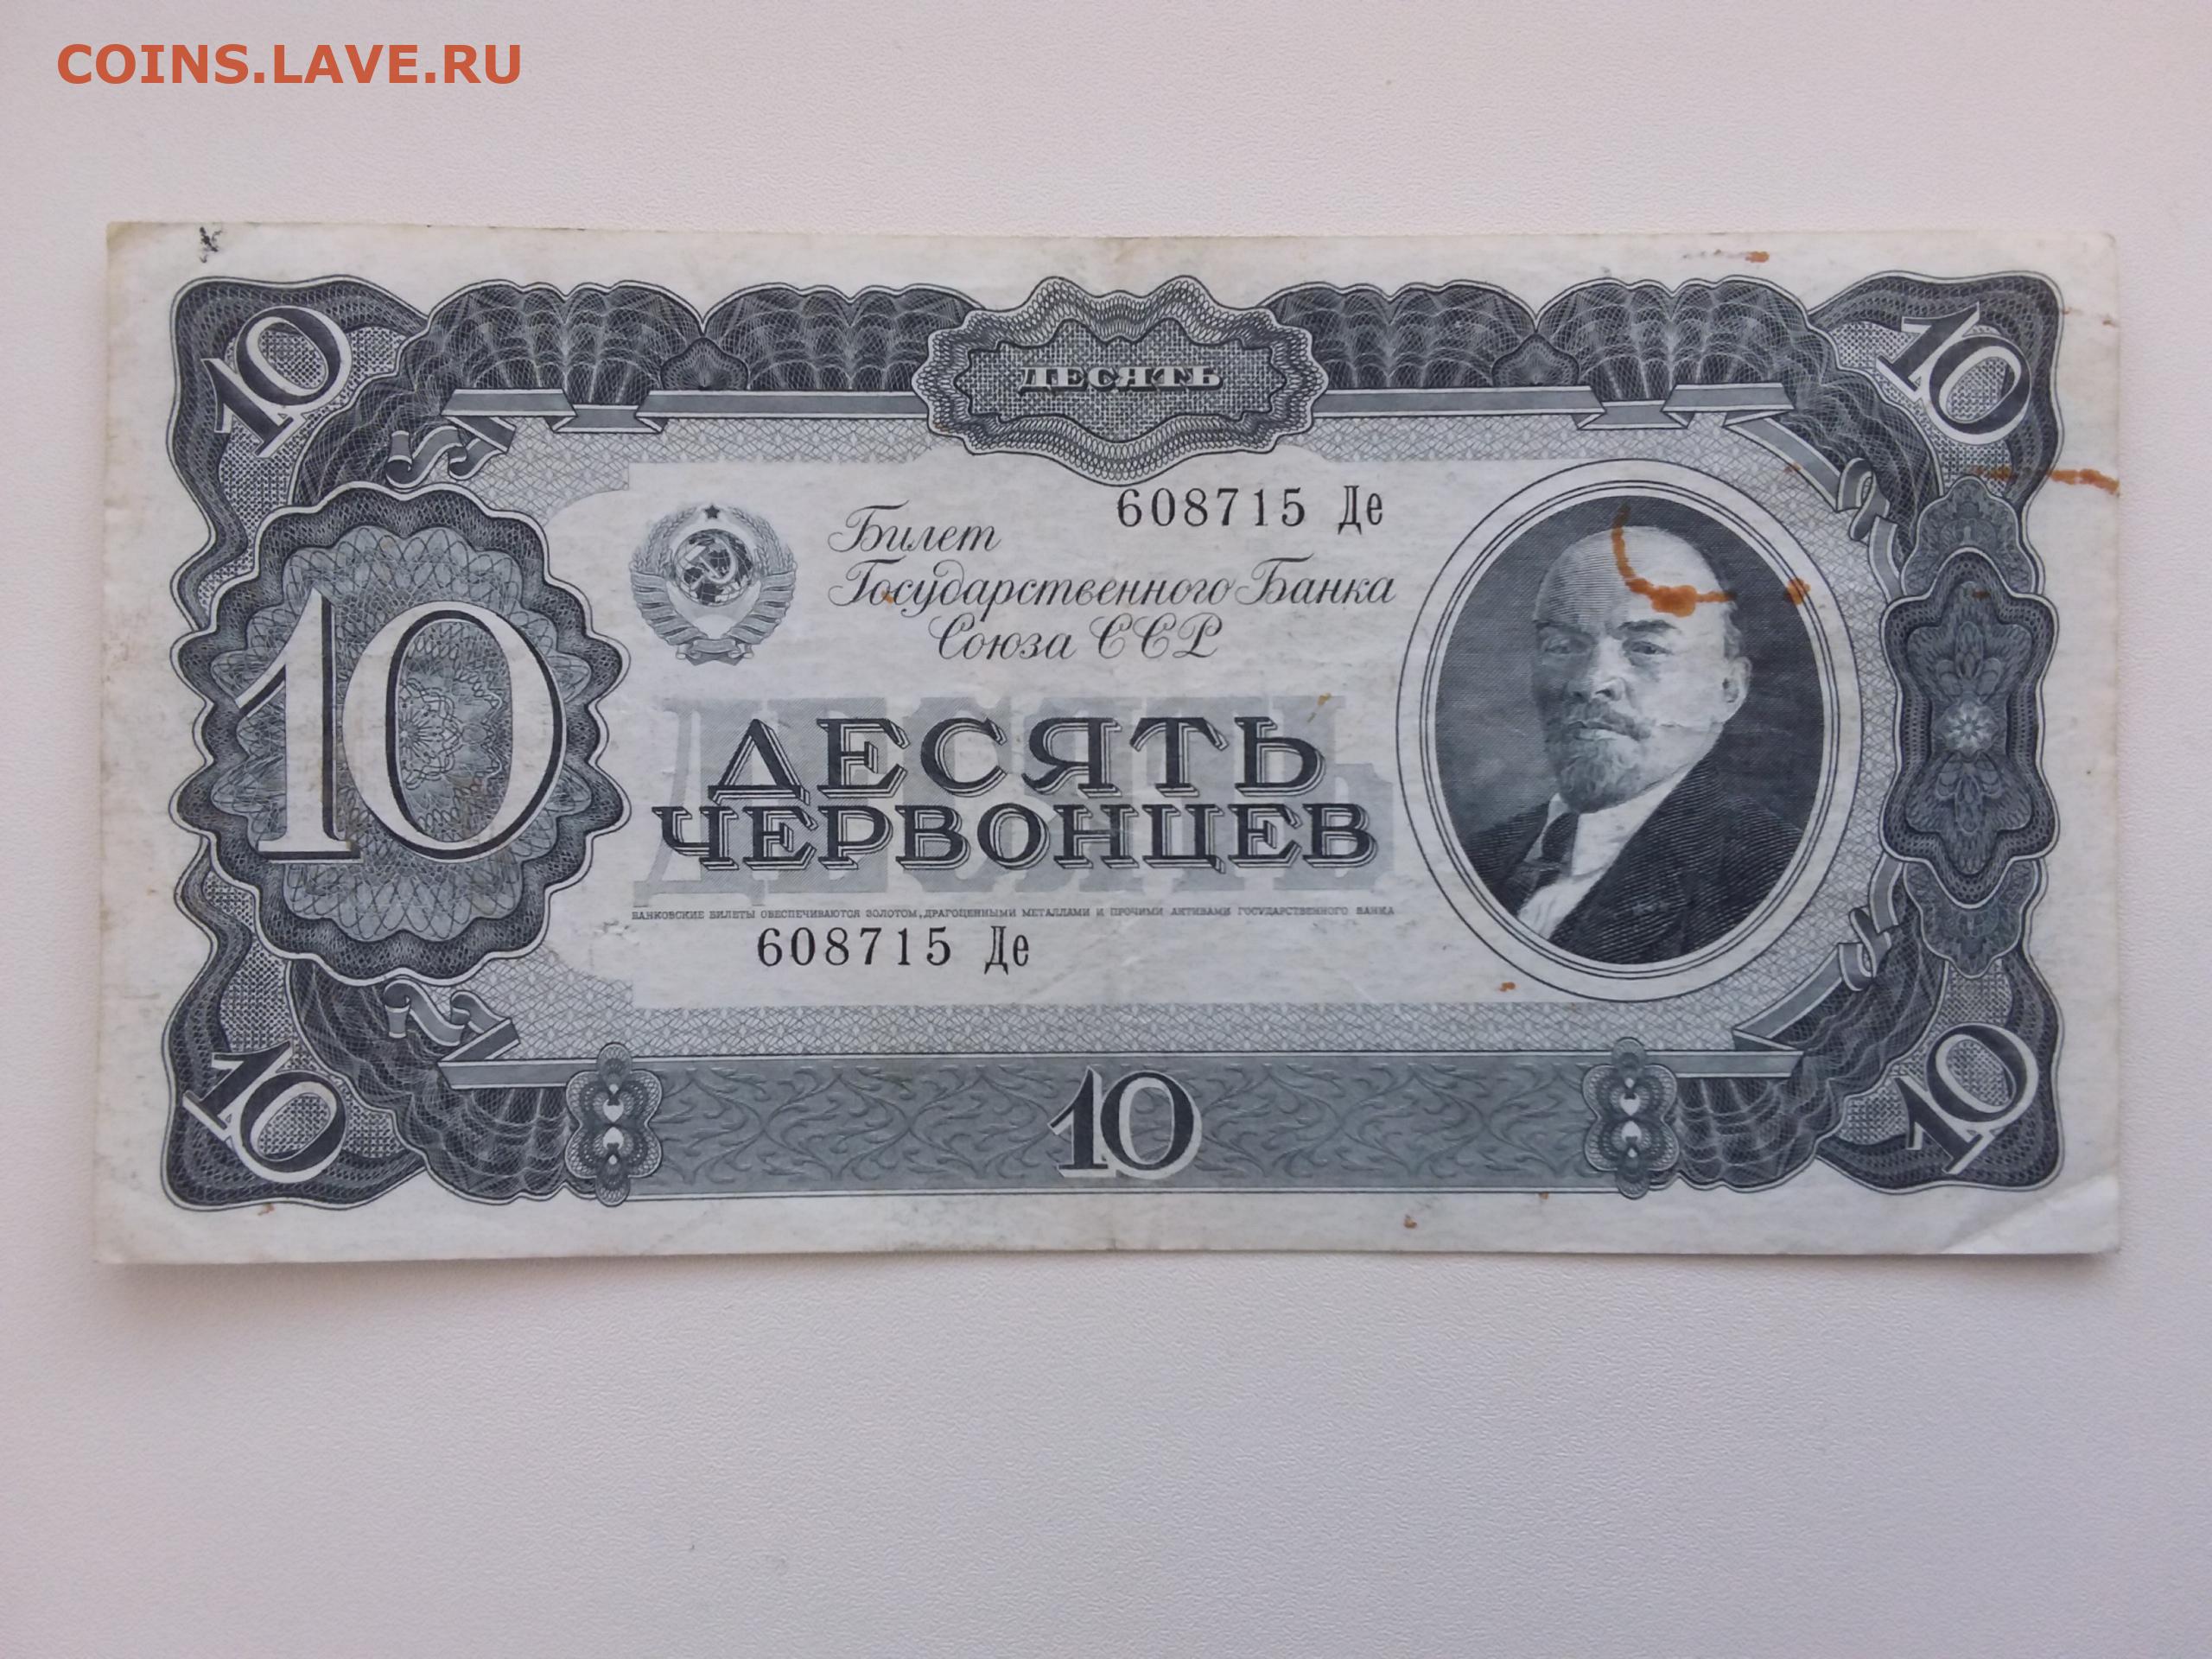 COINS.LAVE.RU
10
ДЕСЯТЬ
10
608715 Де
Билет
Государственного Банка
Союза ССР
10
ДЕСЯТЬ
ДЕСЯТЬ
ЧЕРВОНЦЕВ
БАНКОВСКИЕ БИЛЕТЫ ОБЕСПЕЧИВАЮТСЯ ЗОЛОТОМ, ДРАГОЦЕННЫМИ МЕТАЛЛАМИ И ПРОЧИМИ АКТИВАМИ ГОСУДАРСТВЕННОГО БАНКА
608715 Де
10
10
10